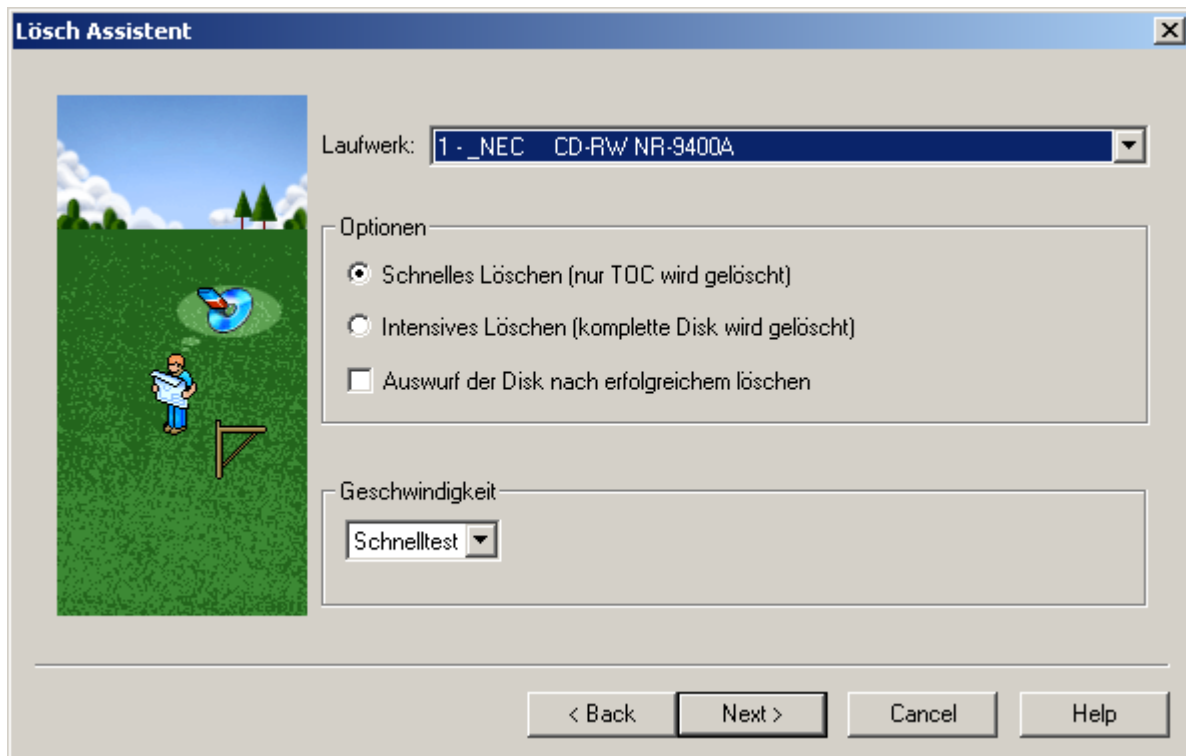 Lösch Assistent
Laufwerk: 1 - _NEC CD-RW NR-9400A
Optionen
Schnelles Löschen (nur TOC wird gelöscht)
Intensives Löschen (komplette Disk wird gelöscht)
Auswurf der Disk nach erfolgreichem löschen
Geschwindigkeit
Schnelltest
< Back Next > Cancel Help